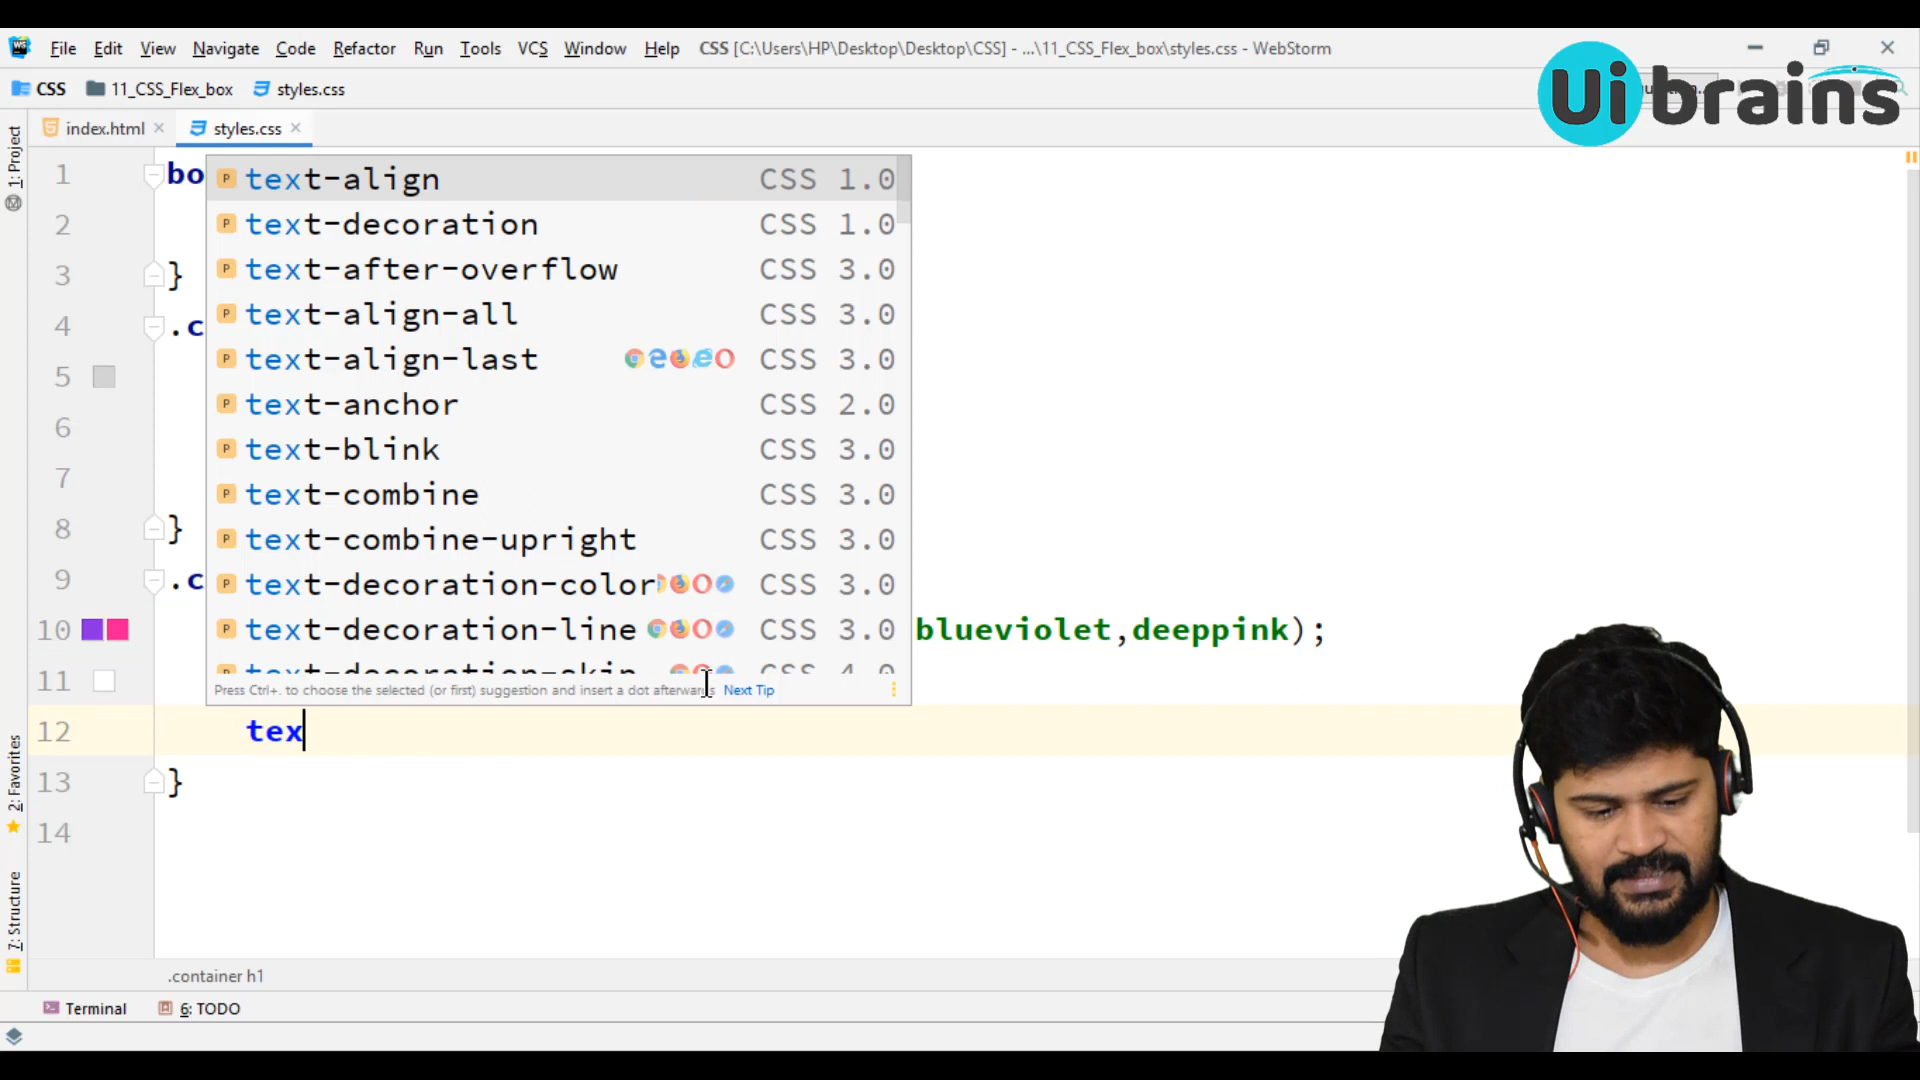 File Edit View Navigate Code Refactor Run Tools VCS Window Help CSS [C:\Users\HP\Desktop\Desktop\CSS] - ...\11_CSS_Flex_box\styles.css - WebStorm
Ui brains
CSS 11_CSS_Flex_box styles.css
index.html styles.css
1: Project
2: Favorites
7: Structure
1 bo
2
3 }
4 .c
5
6
7
8 }
9 .c
10 blueviolet,deeppink);
11
12 tex
13 }
14
text-align CSS 1.0
text-decoration CSS 1.0
text-after-overflow CSS 3.0
text-align-all CSS 3.0
text-align-last CSS 3.0
text-anchor CSS 2.0
text-blink CSS 3.0
text-combine CSS 3.0
text-combine-upright CSS 3.0
text-decoration-color CSS 3.0
text-decoration-line CSS 3.0
text-decoration-skip CSS 4.0
Press Ctrl+. to choose the selected (or first) suggestion and insert a dot afterwards Next Tip
.container h1
Terminal 6: TODO